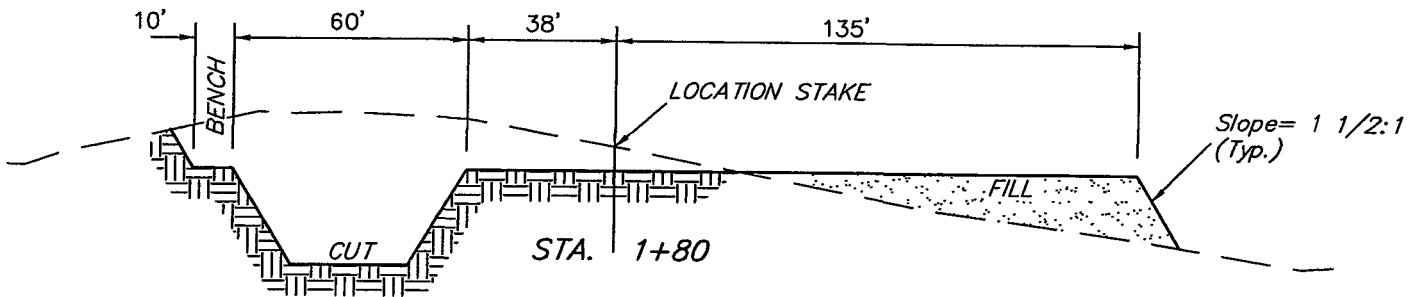 10' 60' 38' 135'
BENCH
LOCATION STAKE
Slope= 1 1/2:1
(Typ.)
FILL
CUT
STA. 1+80